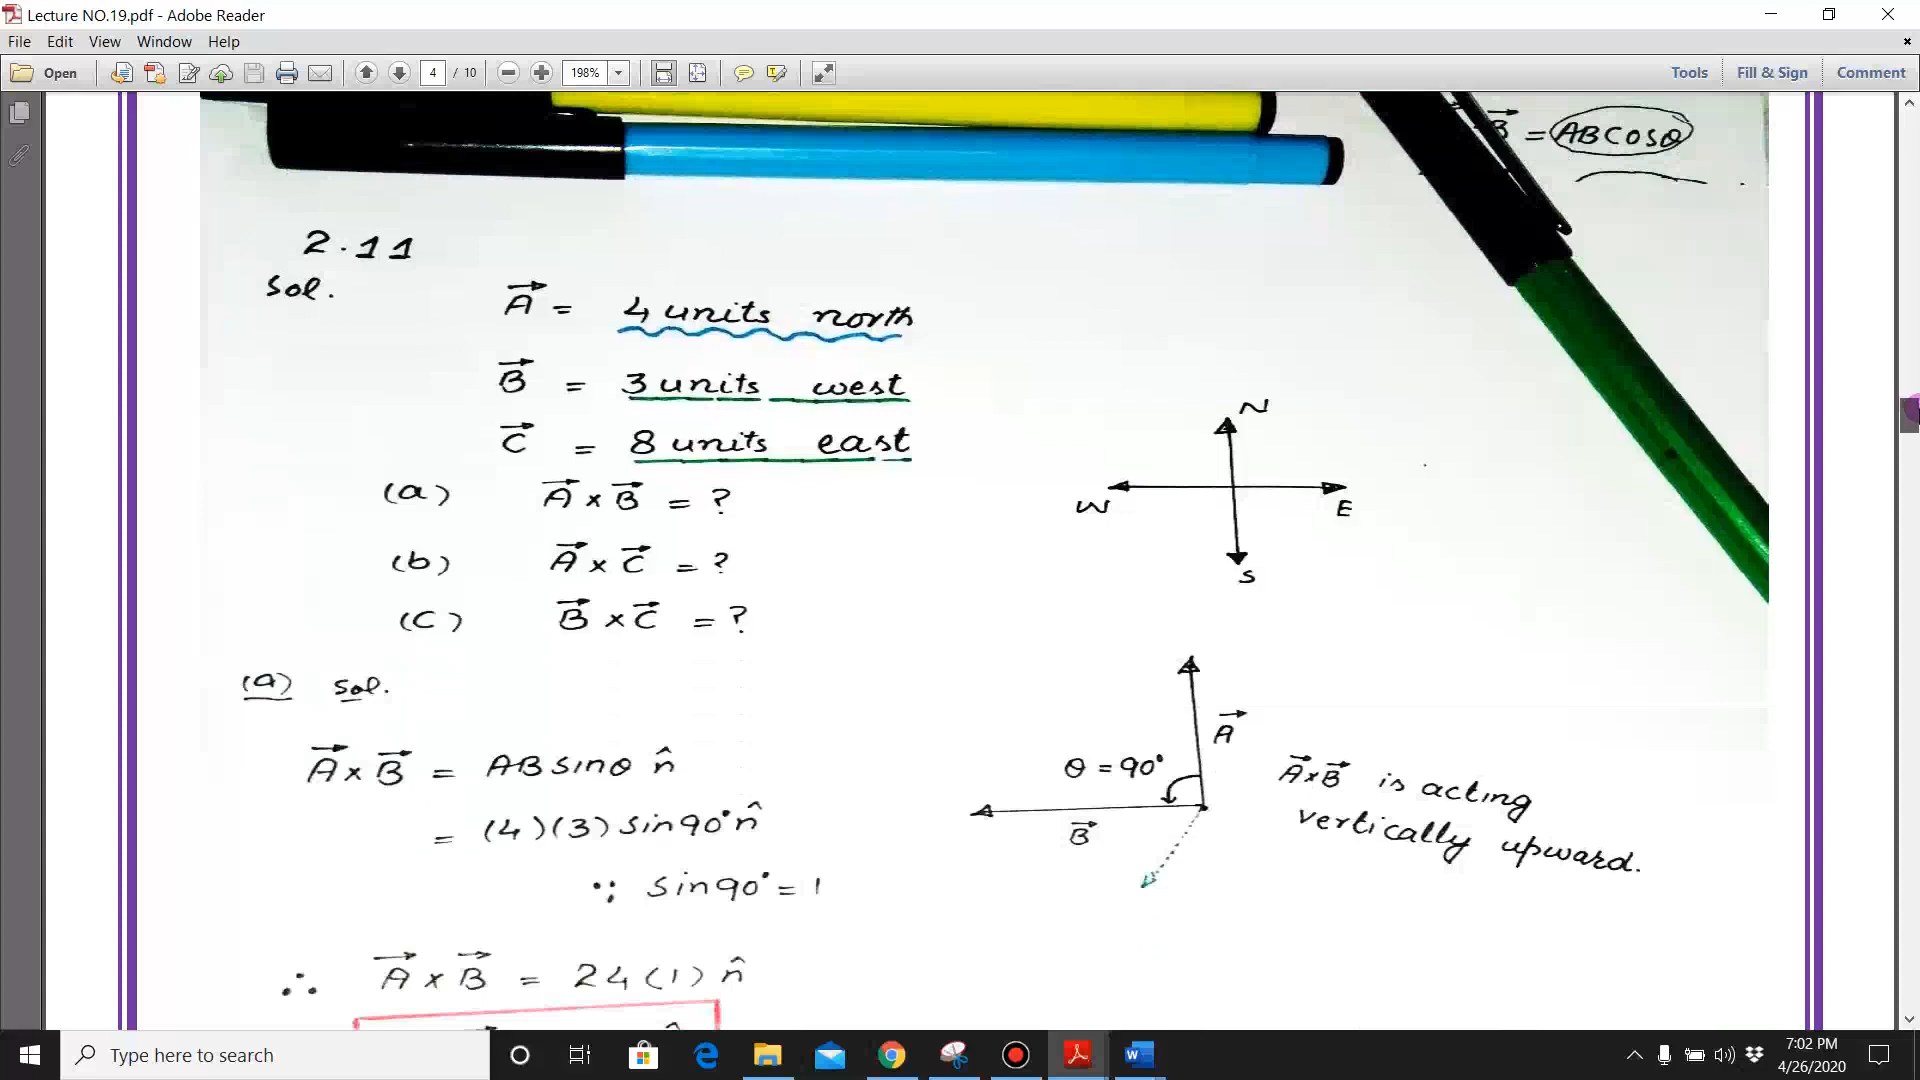 Lecture NO.19.pdf - Adobe Reader
File Edit View Window Help
Open 4 / 10 198% Tools Fill & Sign Comment
B = ABCosθ
2.11
Sol.
A = 4 units north
B = 3 units west
C = 8 units east
(a) A × B = ?
(b) A × C = ?
(C) B × C = ?
N
W E
S
(a) Sol.
A × B = ABsinθ n̂
= (4)(3) sin90° n̂
∵ sin90° = 1
∴ A × B = 24 (1) n̂
A
θ = 90°
B
A×B is acting
vertically upward.
Type here to search
7:02 PM
4/26/2020